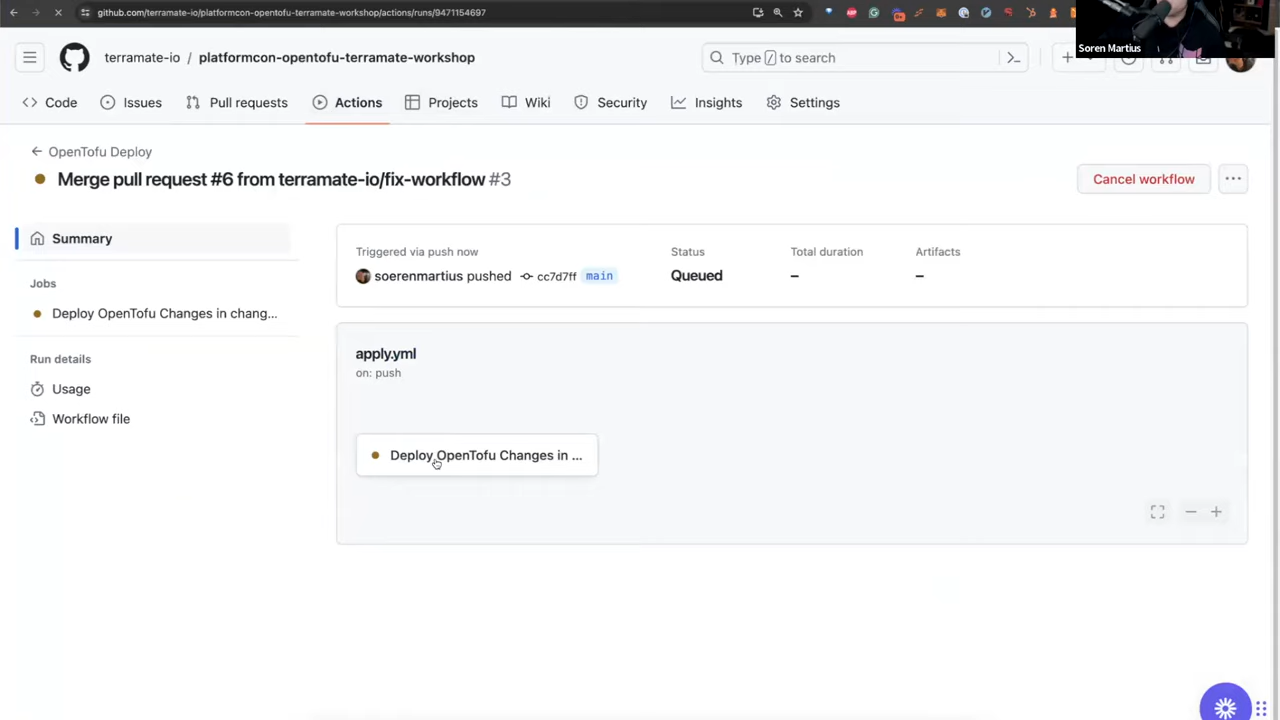 github.com/terramate-io/platformcon-opentofu-terramate-workshop/actions/runs/9471154697
Soren Martius
terramate-io / platformcon-opentofu-terramate-workshop
Type / to search
Code
Issues
Pull requests
Actions
Projects
Wiki
Security
Insights
Settings
← OpenTofu Deploy
Merge pull request #6 from terramate-io/fix-workflow #3
Cancel workflow
Summary
Triggered via push now
Status
Total duration
Artifacts
soerenmartius pushed cc7d7ff main
Queued
–
–
Jobs
Deploy OpenTofu Changes in chang...
Run details
Usage
Workflow file
apply.yml
on: push
Deploy OpenTofu Changes in ...